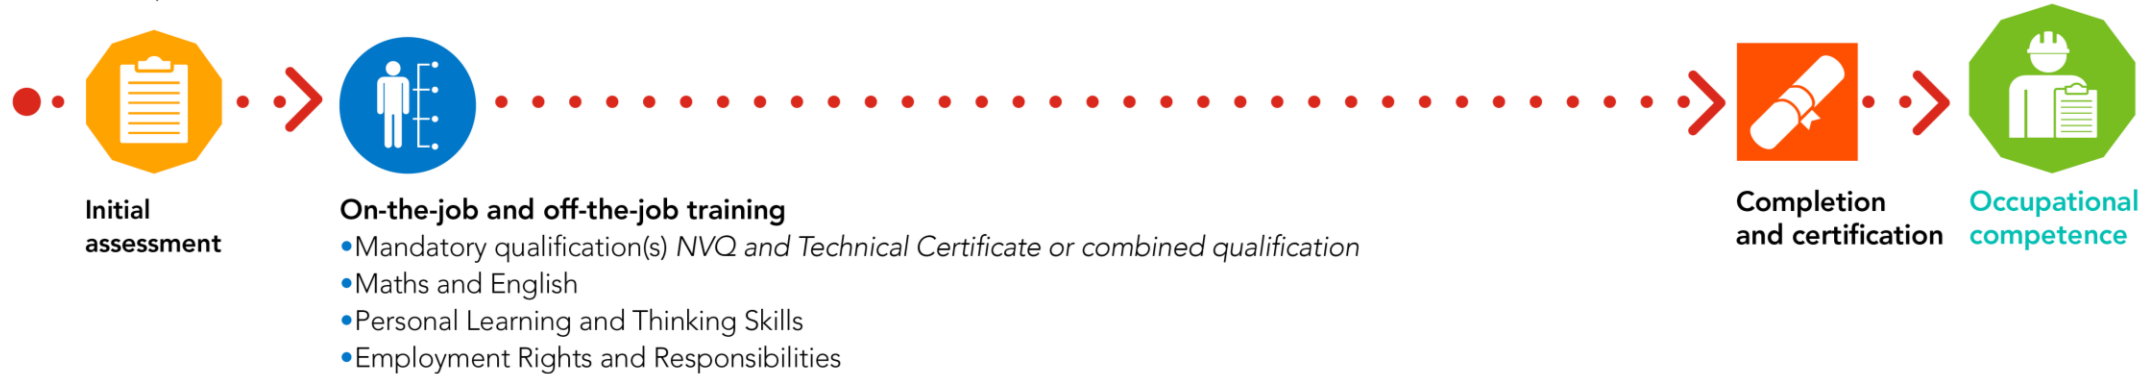 Initial
assessment
On-the-job and off-the-job training
•Mandatory qualification(s) NVQ and Technical Certificate or combined qualification
•Maths and English
•Personal Learning and Thinking Skills
•Employment Rights and Responsibilities
Completion
and certification
Occupational
competence